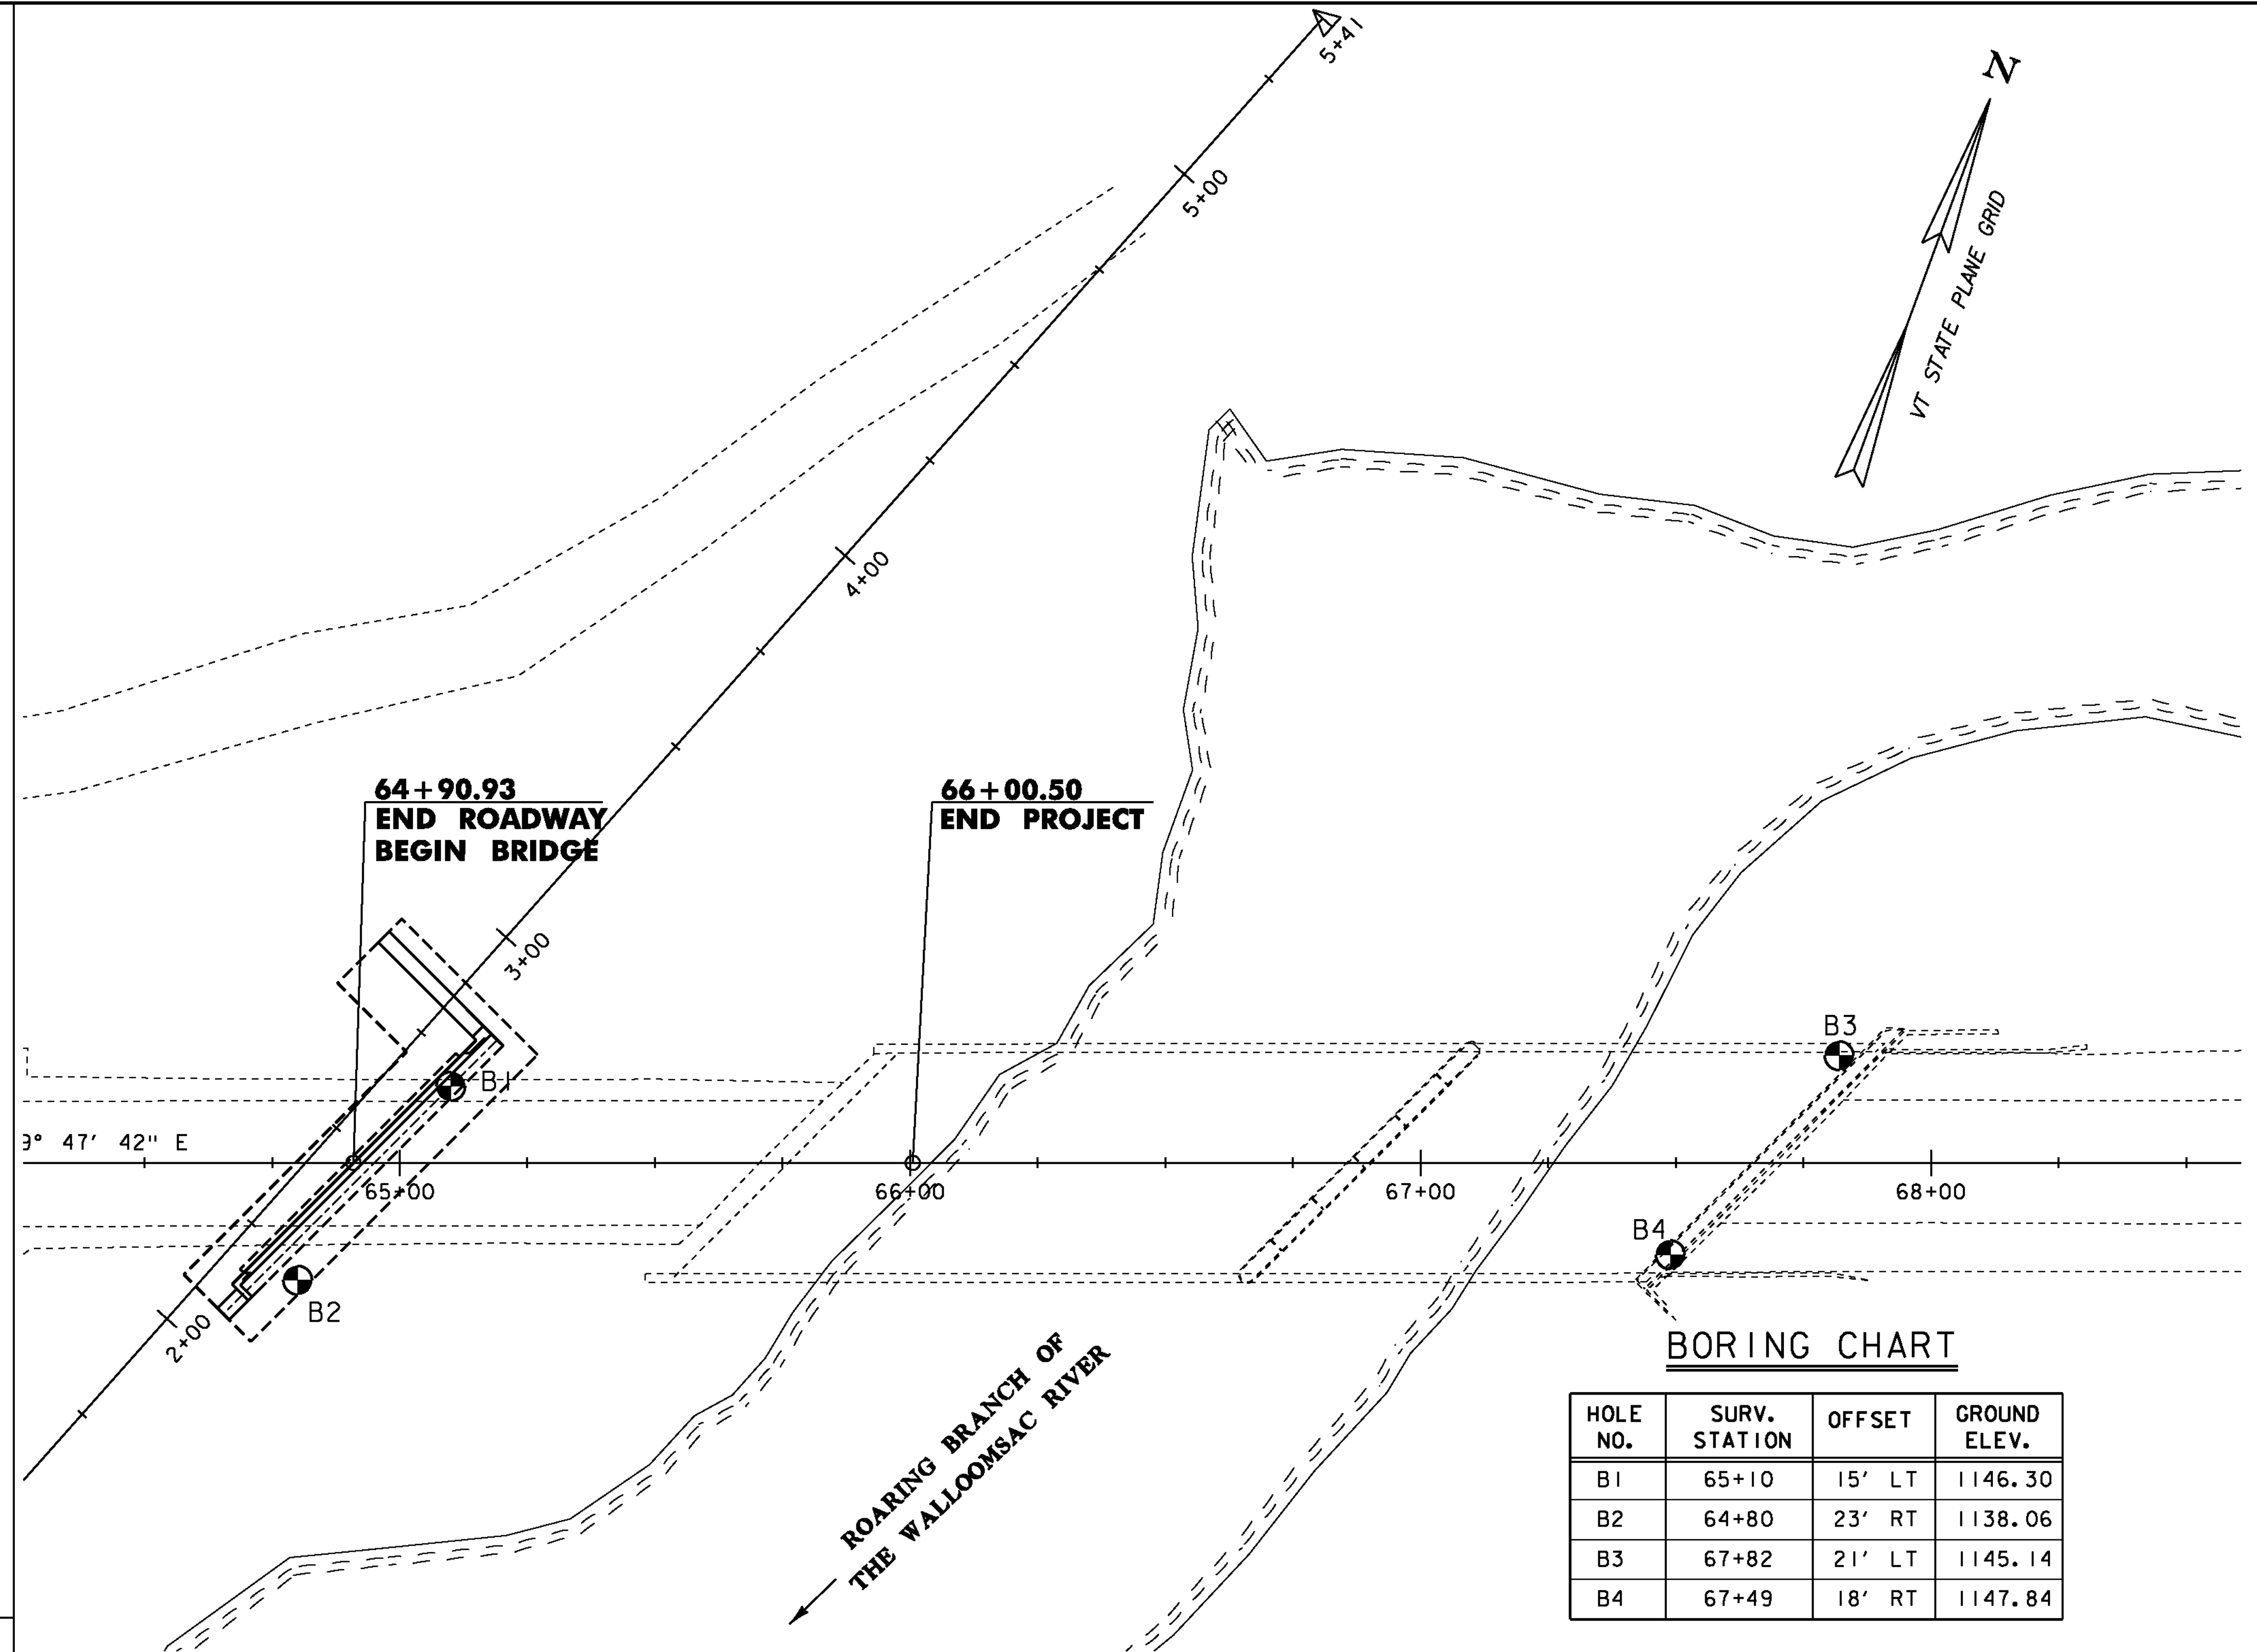 5+41
N
5+00
VT STATE PLANE GRID
4+00
64+90.93
END ROADWAY
BEGIN BRIDGE
66+00.50
END PROJECT
3+00
B3
B1
9° 47' 42" E
65+00
66+00
67+00
68+00
B4
B2
2+00
ROARING BRANCH OF
THE WALLOOMSAC RIVER
BORING CHART
HOLE NO. SURV. STATION OFFSET GROUND ELEV.
B1 65+10 15' LT 1146.30
B2 64+80 23' RT 1138.06
B3 67+82 21' LT 1145.14
B4 67+49 18' RT 1147.84